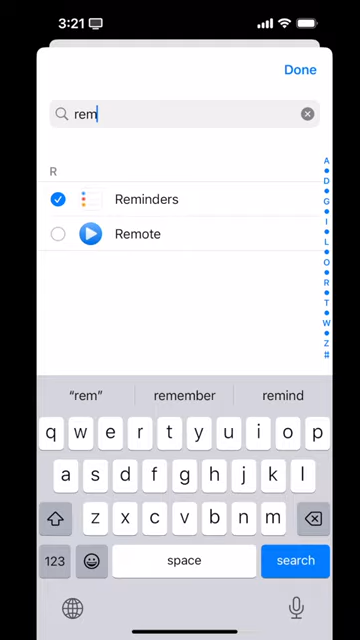 3:21
Done
rem
R
Reminders
Remote
A
D
G
I
L
O
R
T
W
Z
#
"rem" remember remind
q w e r t y u i o p
a s d f g h j k l
z x c v b n m
123 space search